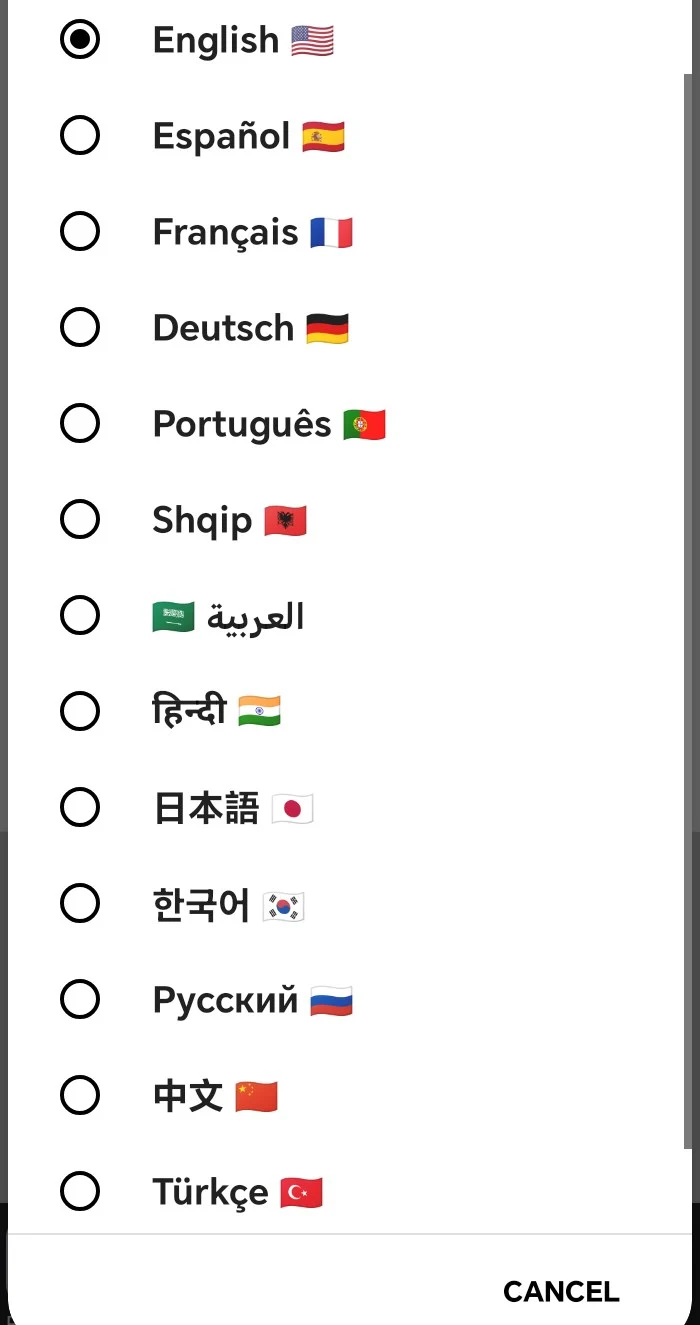 English 🇺🇸
Español 🇪🇸
Français 🇫🇷
Deutsch 🇩🇪
Português 🇵🇹
Shqip 🇦🇱
العربية 🇸🇦
हिन्दी 🇮🇳
日本語 🇯🇵
한국어 🇰🇷
Русский 🇷🇺
中文 🇨🇳
Türkçe 🇹🇷
CANCEL